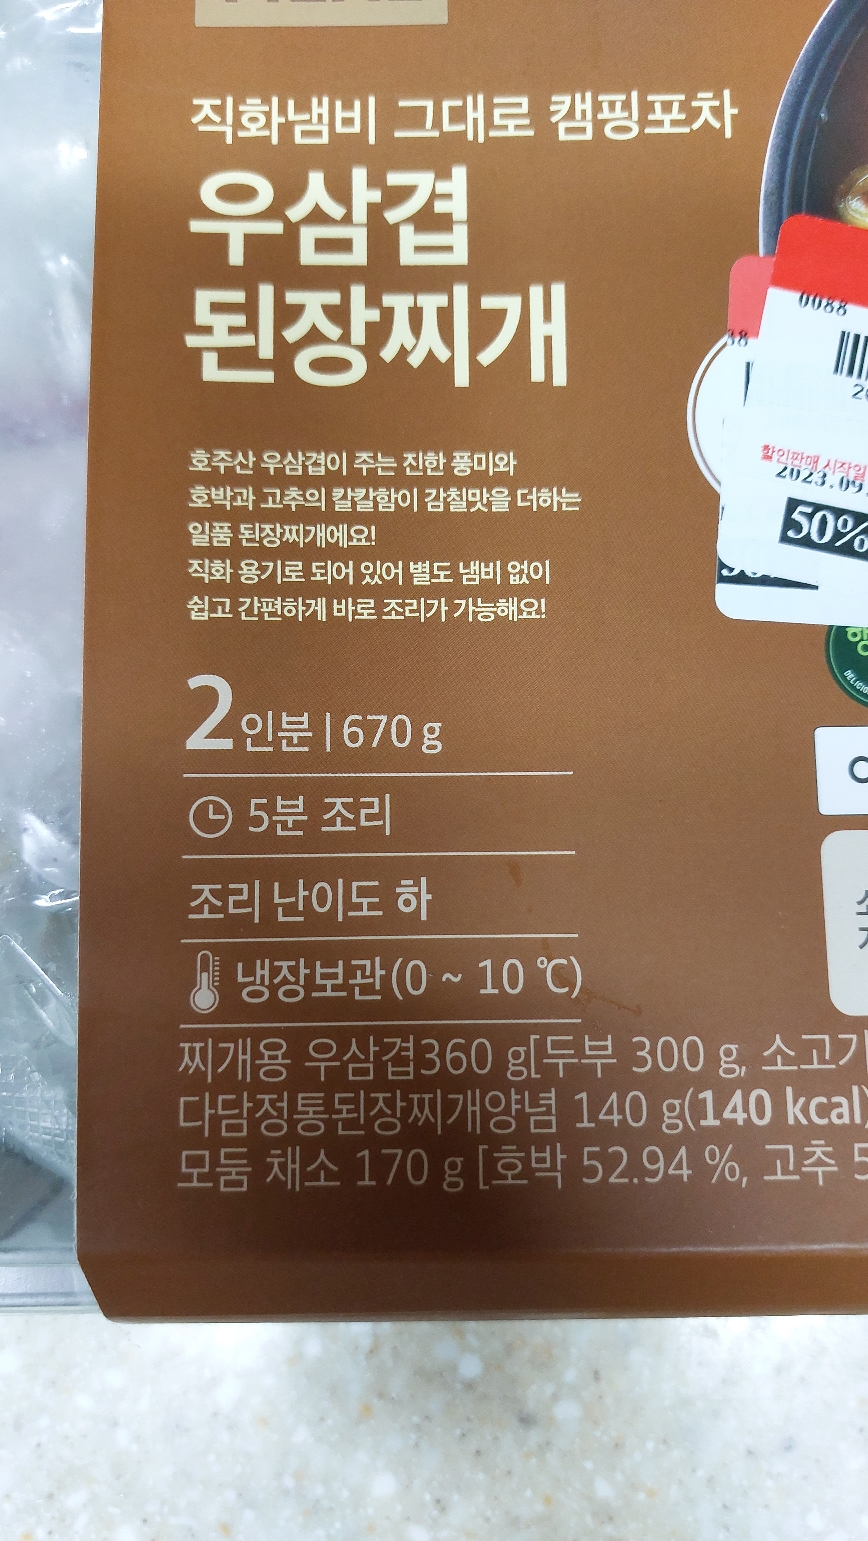 직화냄비 그대로 캠핑포차
우삼겹
된장찌개
호주산 우삼겹이 주는 진한 풍미와
호박과 고추의 칼칼함이 감칠맛을 더하는
일품 된장찌개에요!
직화 용기로 되어 있어 별도 냄비 없이
쉽고 간편하게 바로 조리가 가능해요!
2인분 | 670 g
5분 조리
조리 난이도 하
냉장보관(0 ~ 10 ℃)
찌개용 우삼겹360 g[두부 300 g, 소고기
다담정통된장찌개양념 140 g(140 kcal)
모둠 채소 170 g [호박 52.94 %, 고추 5
0088
38
할인판매 시작일
2023.09
50%